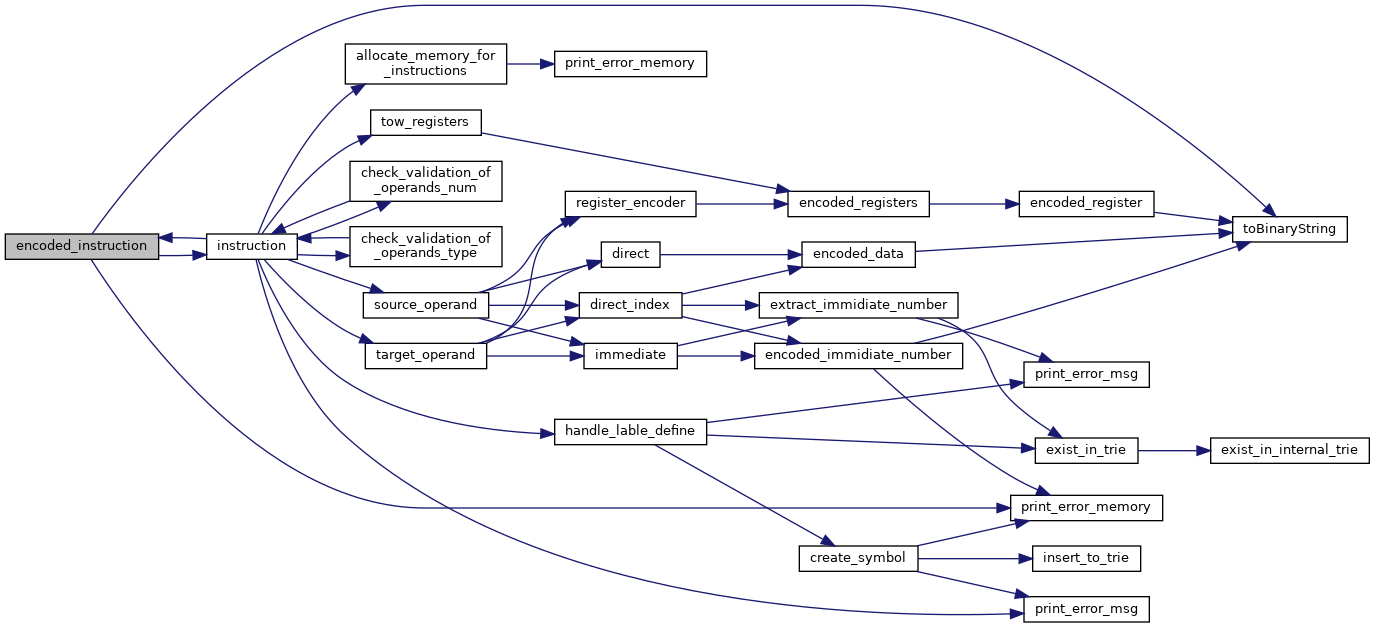 encoded_instruction
instruction
allocate_memory_for
_instructions
print_error_memory
tow_registers
check_validation_of
_operands_num
check_validation_of
_operands_type
source_operand
target_operand
register_encoder
direct
direct_index
immediate
encoded_registers
encoded_data
extract_immidiate_number
encoded_immidiate_number
encoded_register
toBinaryString
print_error_msg
handle_lable_define
exist_in_trie
exist_in_internal_trie
print_error_memory
create_symbol
insert_to_trie
print_error_msg